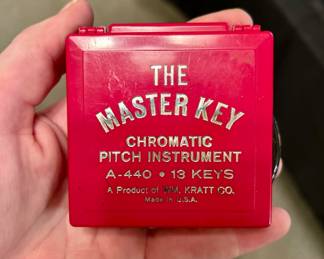 THE
MASTER KEY
CHROMATIC
PITCH INSTRUMENT
A-440 • 13 KEYS
A Product of WM. KRATT CO.
Made in U.S.A.